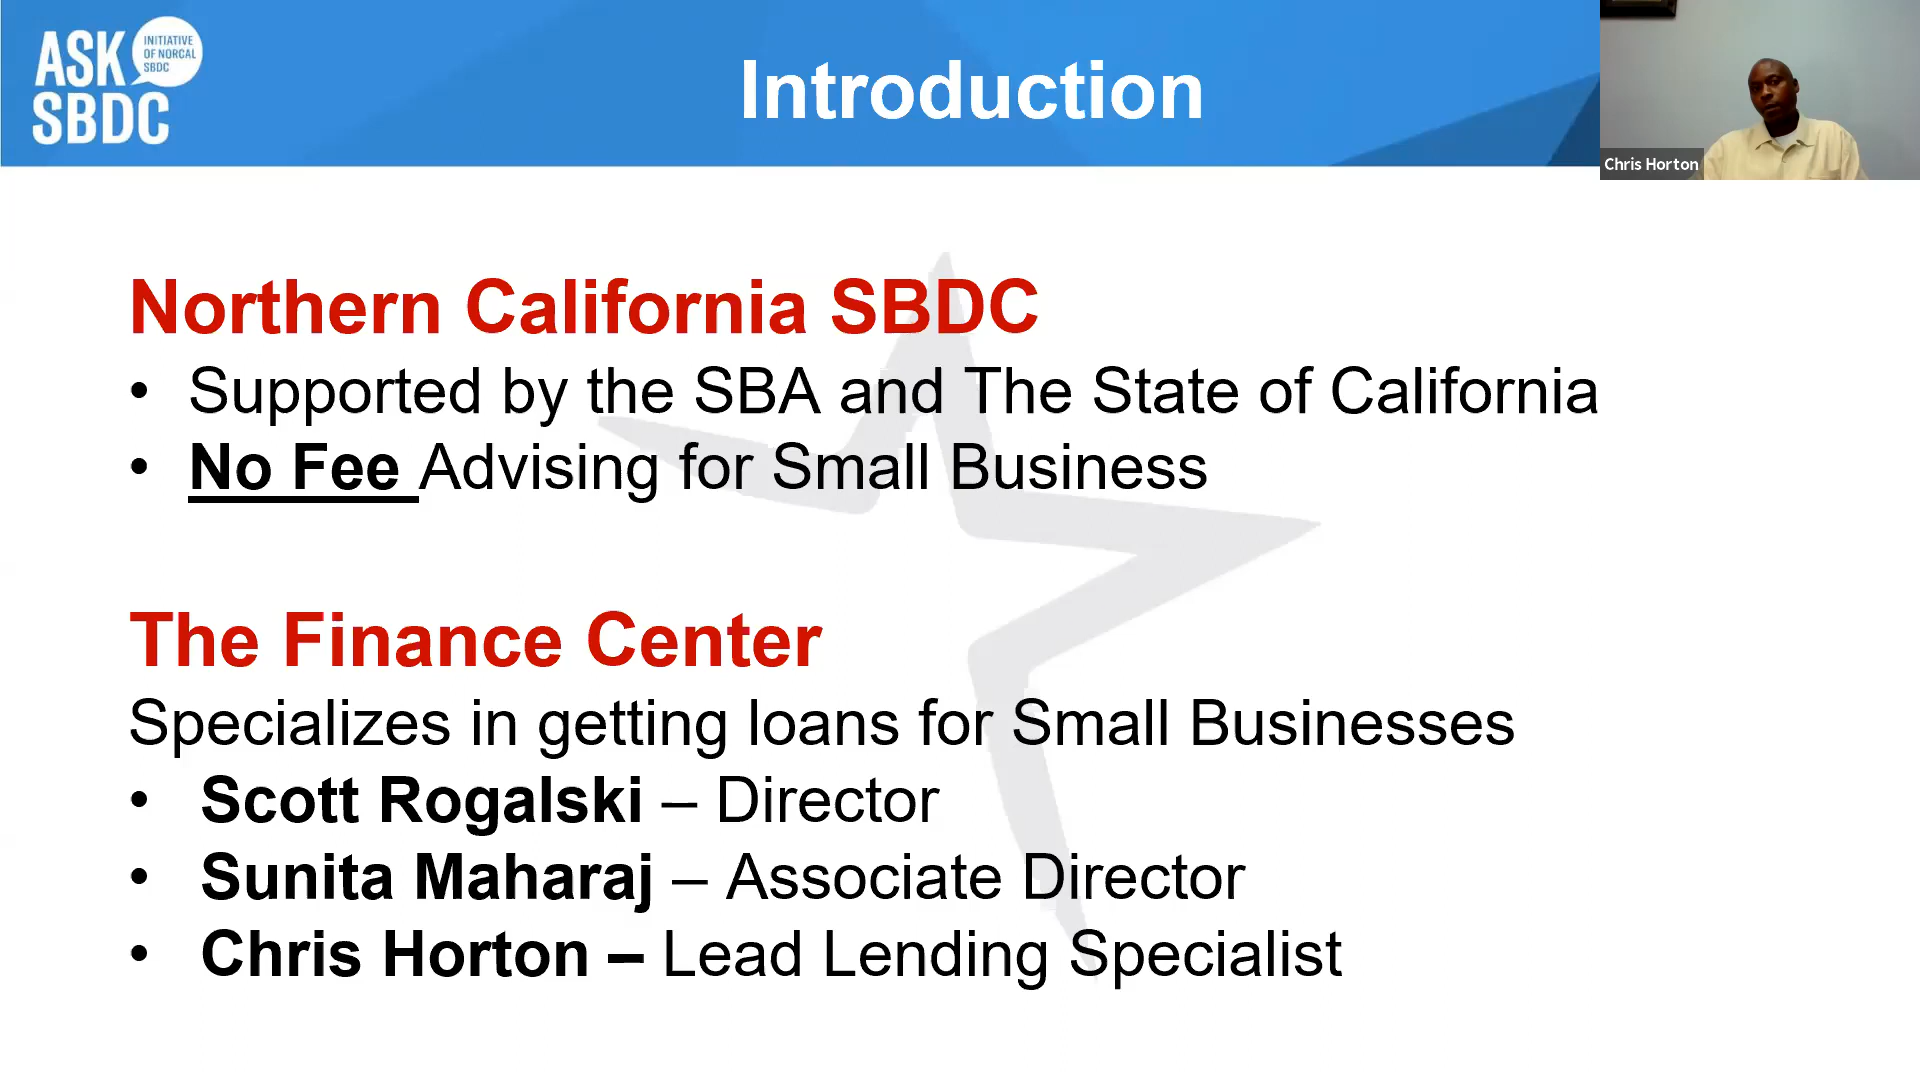 ASK
INITIATIVE
OF NORCAL
SBDC
SBDC
Introduction
Chris Horton
Northern California SBDC
• Supported by the SBA and The State of California
• No Fee Advising for Small Business
The Finance Center
Specializes in getting loans for Small Businesses
• Scott Rogalski – Director
• Sunita Maharaj – Associate Director
• Chris Horton – Lead Lending Specialist